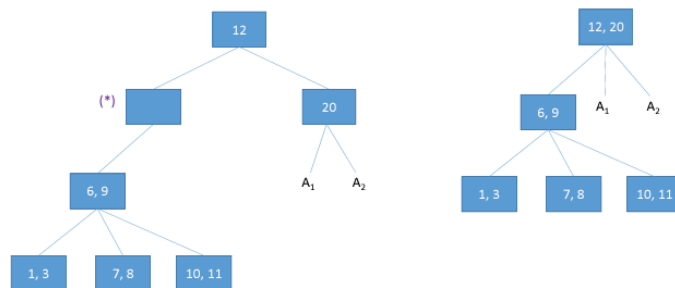 12
(*)
20
A₁ A₂
6, 9
1, 3 7, 8 10, 11
12, 20
6, 9 A₁ A₂
1, 3 7, 8 10, 11